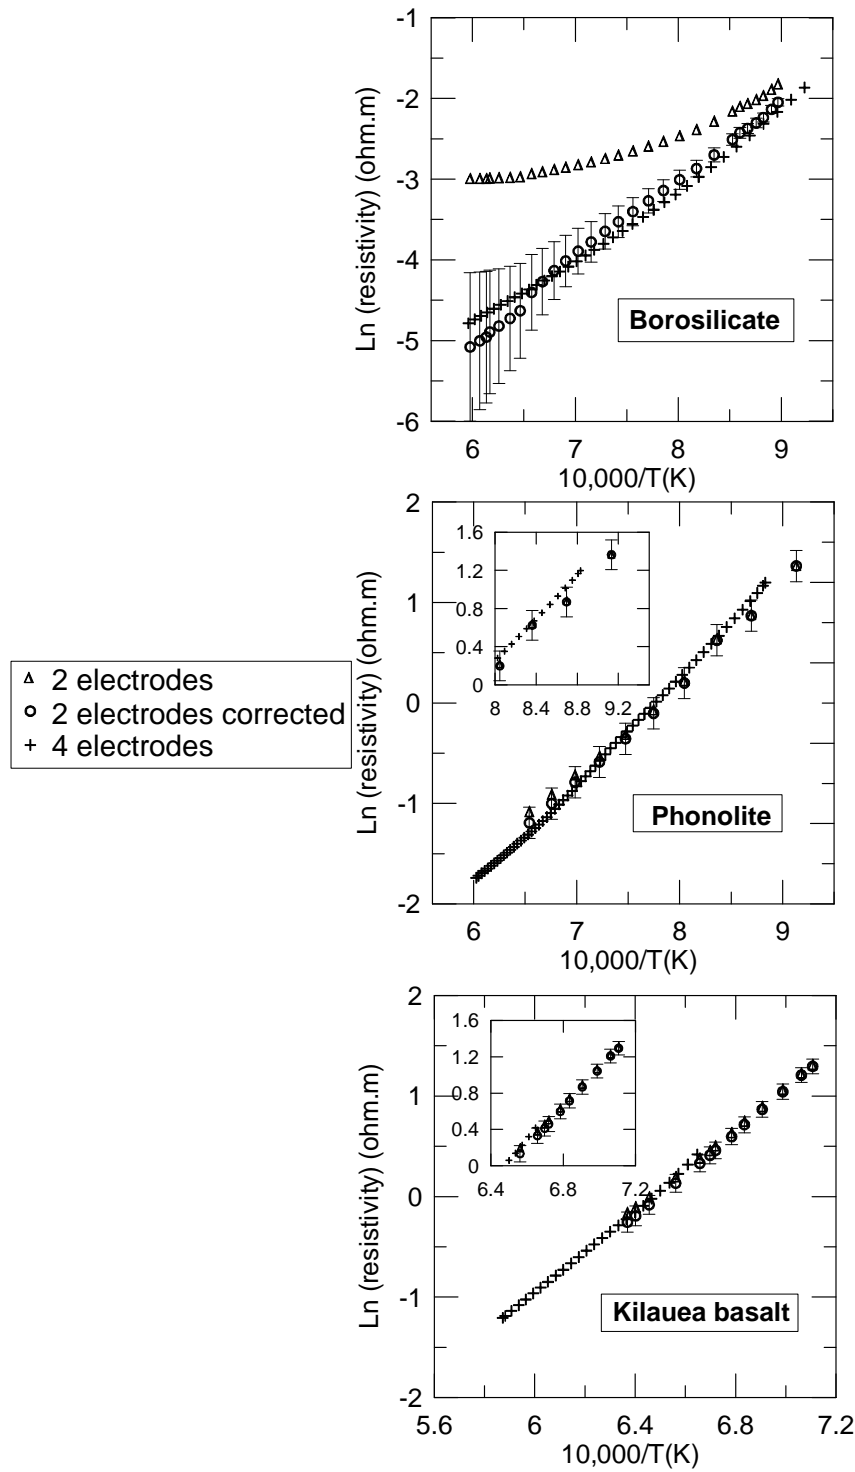 -1
-2
-3
-4
-5
-6
Ln (resistivity) (ohm.m)
Borosilicate
6 7 8 9
10,000/T(K)
2
1
0
-1
-2
Ln (resistivity) (ohm.m)
1.6
1.2
0.8
0.4
0
8 8.4 8.8 9.2
2 electrodes
2 electrodes corrected
4 electrodes
Phonolite
6 7 8 9
10,000/T(K)
2
1
0
-1
-2
Ln (resistivity) (ohm.m)
1.6
1.2
0.8
0.4
0
6.4 6.8 7.2
Kilauea basalt
5.6 6 6.4 6.8 7.2
10,000/T(K)